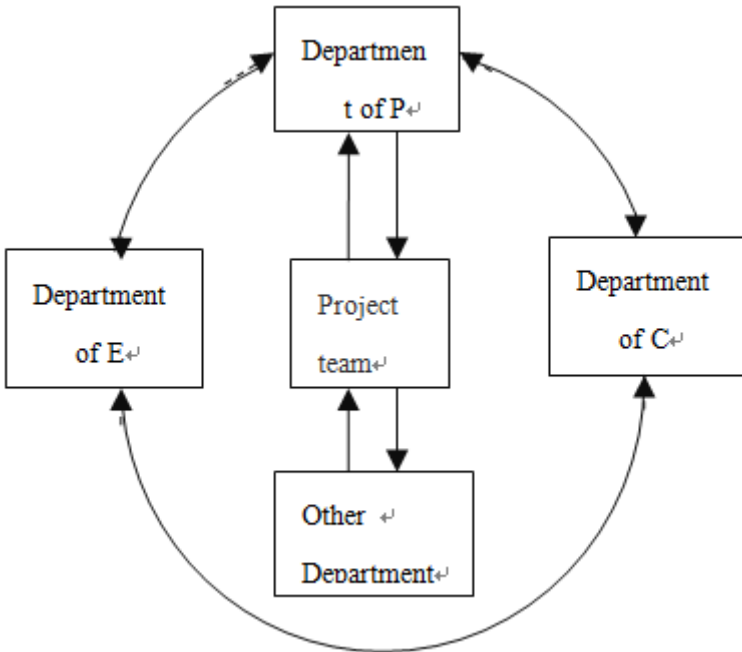 Departmen
t of P↵
Department
of E↵
Project
team↵
Department
of C↵
Other ↵
Department↵